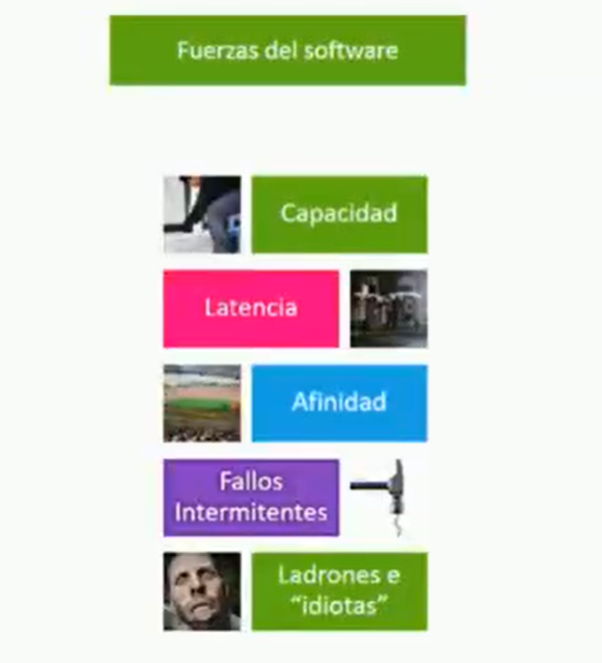 Fuerzas del software
Capacidad
Latencia
Afinidad
Fallos
Intermitentes
Ladrones e
“idiotas”